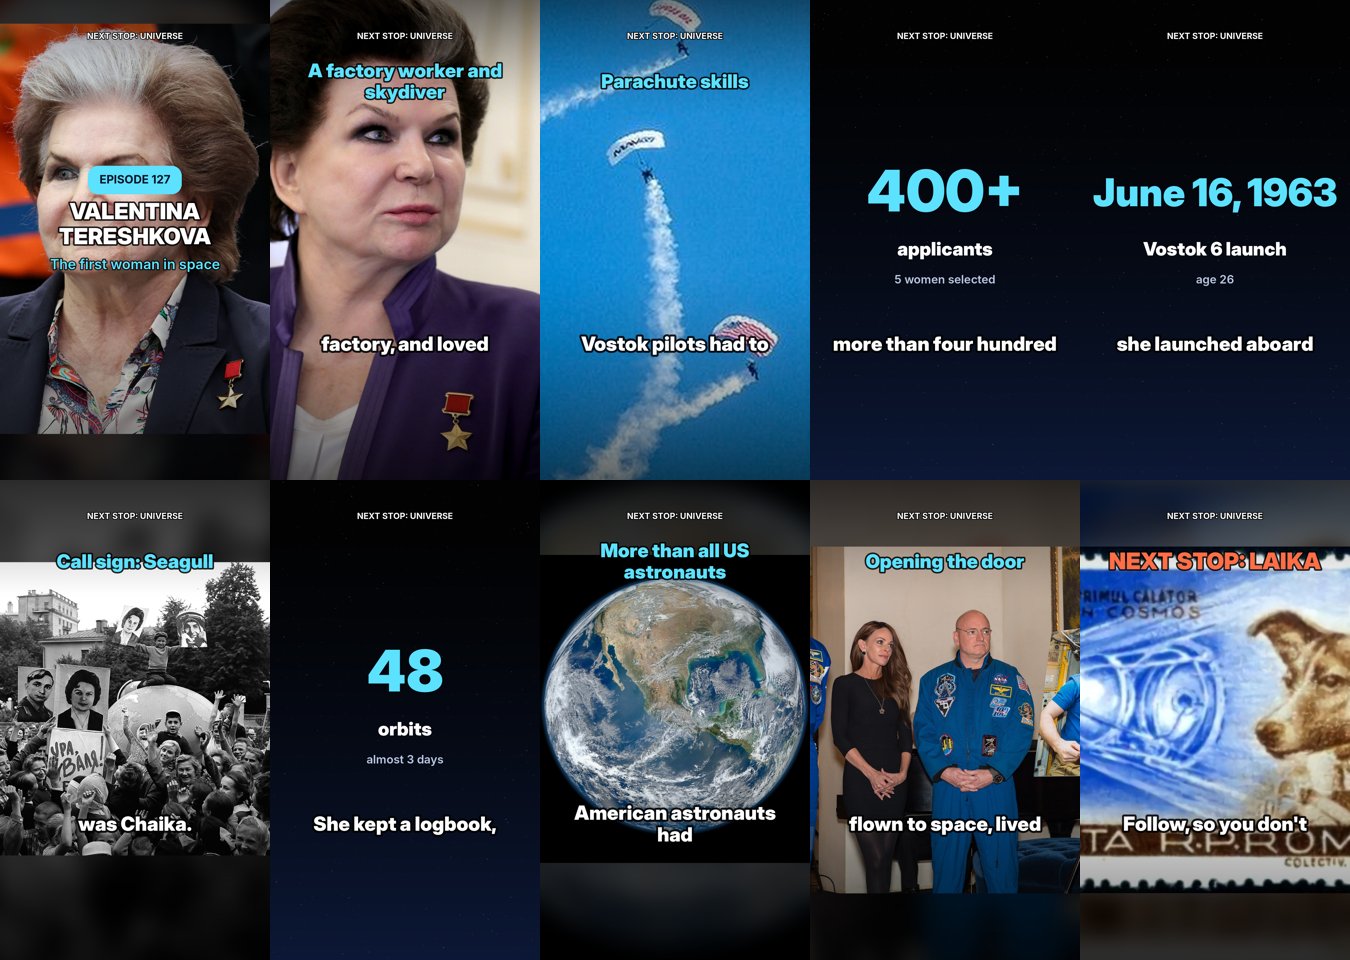 NEXT STOP: UNIVERSE
EPISODE 127
VALENTINA
TERESHKOVA
The first woman in space
NEXT STOP: UNIVERSE
A factory worker and
skydiver
factory, and loved
NEXT STOP: UNIVERSE
Parachute skills
Vostok pilots had to
NEXT STOP: UNIVERSE
400+
applicants
5 women selected
more than four hundred
NEXT STOP: UNIVERSE
June 16, 1963
Vostok 6 launch
age 26
she launched aboard
NEXT STOP: UNIVERSE
Call sign: Seagull
УРА,
ВАЛЯ!
was Chaika.
NEXT STOP: UNIVERSE
48
orbits
almost 3 days
She kept a logbook,
NEXT STOP: UNIVERSE
More than all US
astronauts
American astronauts
had
NEXT STOP: UNIVERSE
Opening the door
flown to space, lived
NEXT STOP: UNIVERSE
NEXT STOP: LAIKA
PRIMUL CALATOR
N COSMOS
Follow, so you don't
TA R.P.ROM
COLECTIV.